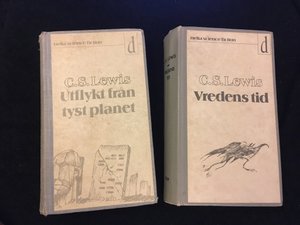 delta science fiction
d
C.S.Lewis
Utflykt från
tyst planet
delta science fiction
d
C.S.Lewis
Vredens tid